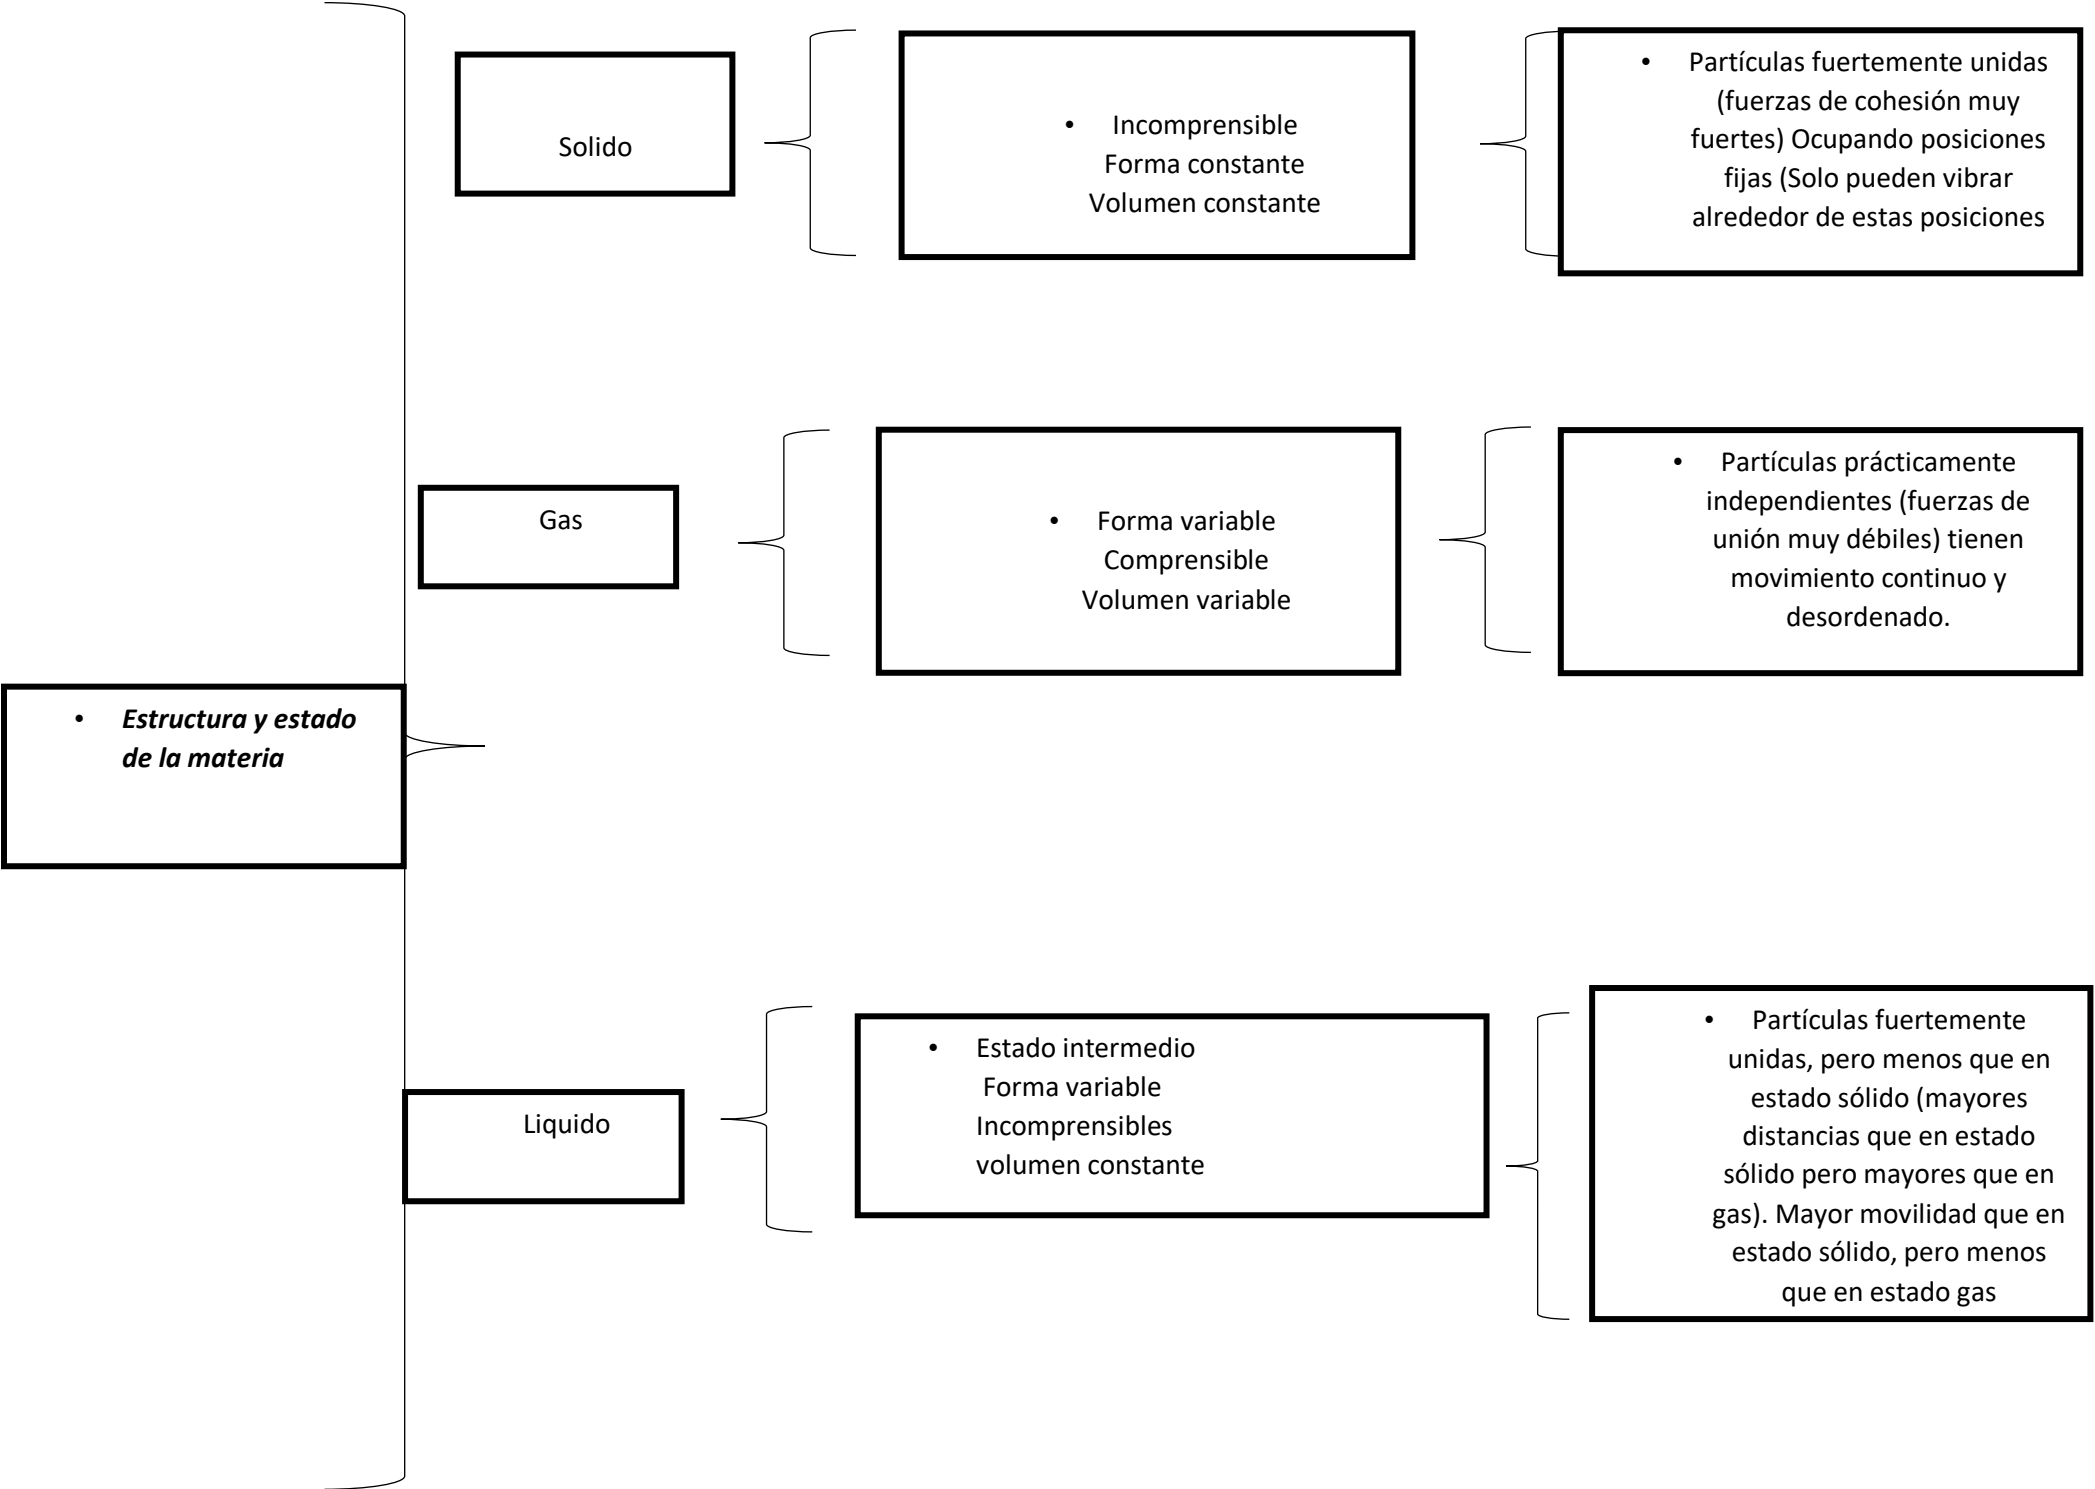 • Estructura y estado
de la materia
Solido
• Incomprensible
Forma constante
Volumen constante
• Partículas fuertemente unidas
(fuerzas de cohesión muy
fuertes) Ocupando posiciones
fijas (Solo pueden vibrar
alrededor de estas posiciones
Gas
• Forma variable
Comprensible
Volumen variable
• Partículas prácticamente
independientes (fuerzas de
unión muy débiles) tienen
movimiento continuo y
desordenado.
Liquido
• Estado intermedio
Forma variable
Incomprensibles
volumen constante
• Partículas fuertemente
unidas, pero menos que en
estado sólido (mayores
distancias que en estado
sólido pero mayores que en
gas). Mayor movilidad que en
estado sólido, pero menos
que en estado gas